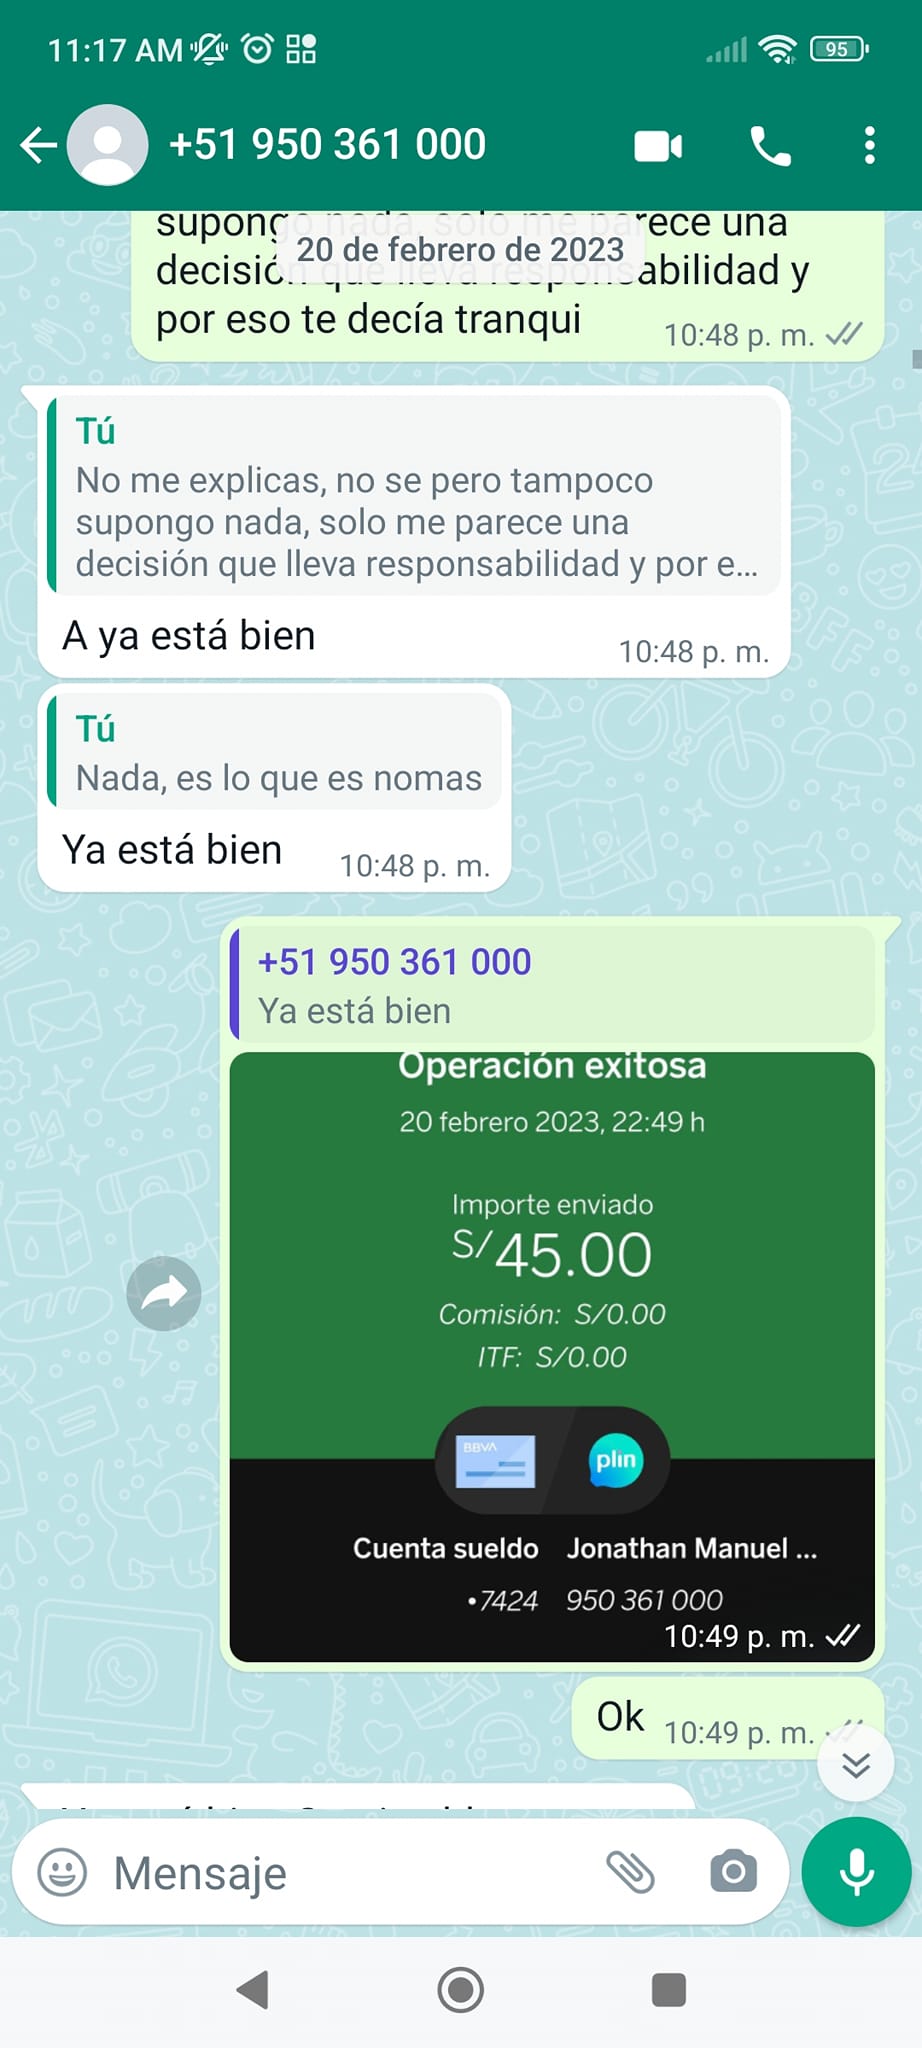 11:17 AM
95
+51 950 361 000
supongo nada, solo me parece una
20 de febrero de 2023
decisión que lleva responsabilidad y
por eso te decía tranqui
10:48 p. m.
Tú
No me explicas, no se pero tampoco
supongo nada, solo me parece una
decisión que lleva responsabilidad y por e...
A ya está bien
10:48 p. m.
Tú
Nada, es lo que es nomas
Ya está bien
10:48 p. m.
+51 950 361 000
Ya está bien
Operación exitosa
20 febrero 2023, 22:49 h
Importe enviado
S/45.00
Comisión: S/0.00
ITF: S/0.00
BBVA
plin
Cuenta sueldo Jonathan Manuel ...
•7424 950 361 000
10:49 p. m.
Ok
10:49 p. m.
Mensaje